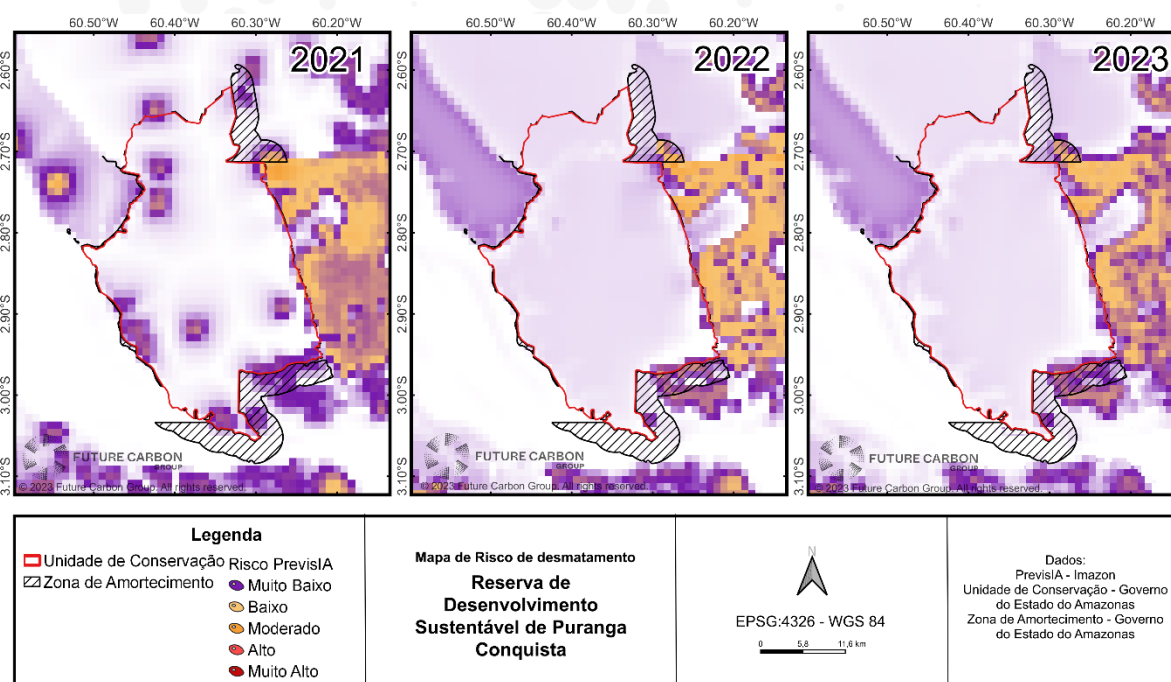 60.50°W 60.40°W 60.30°W 60.20°W
60.50°W 60.40°W 60.30°W 60.20°W
60.50°W 60.40°W 60.30°W 60.20°W
2021
2022
2023
2.60°S
2.70°S
2.80°S
2.90°S
3.00°S
3.10°S
2.60°S
2.70°S
2.80°S
2.90°S
3.00°S
3.10°S
2.60°S
2.70°S
2.80°S
2.90°S
3.00°S
3.10°S
FUTURE CARBON
GROUP
© 2023 Future Carbon Group. All rights reserved.
FUTURE CARBON
GROUP
© 2023 Future Carbon Group. All rights reserved.
FUTURE CARBON
GROUP
© 2023 Future Carbon Group. All rights reserved.
Legenda
Unidade de Conservação
Zona de Amortecimento
Risco PrevisIA
Muito Baixo
Baixo
Moderado
Alto
Muito Alto
Mapa de Risco de desmatamento
Reserva de
Desenvolvimento
Sustentável de Puranga
Conquista
N
EPSG:4326 - WGS 84
0 5,8 11,6 km
Dados:
PrevisIA - Imazon
Unidade de Conservação - Governo
do Estado do Amazonas
Zona de Amortecimento - Governo
do Estado do Amazonas